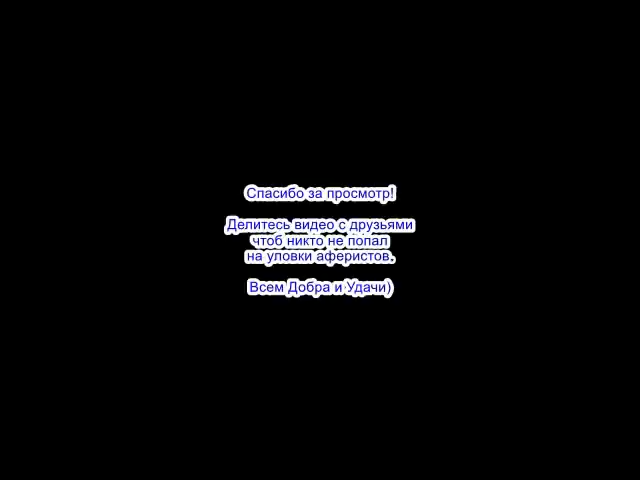 Спасибо за просмотр!
Делитесь видео с друзьями
чтоб никто не попал
на уловки аферистов.
Всем Добра и Удачи)